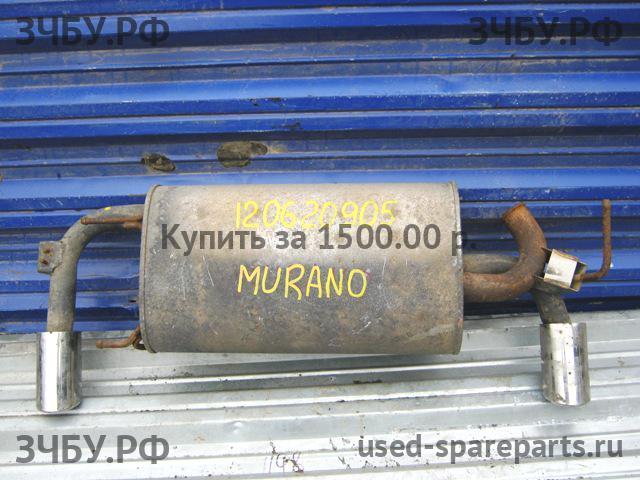 ЗЧБУ.РФ ЗЧБУ.РФ
120620905
Купить за 1500.00 р.
MURANO
ЗЧБУ.РФ used-spareparts.ru